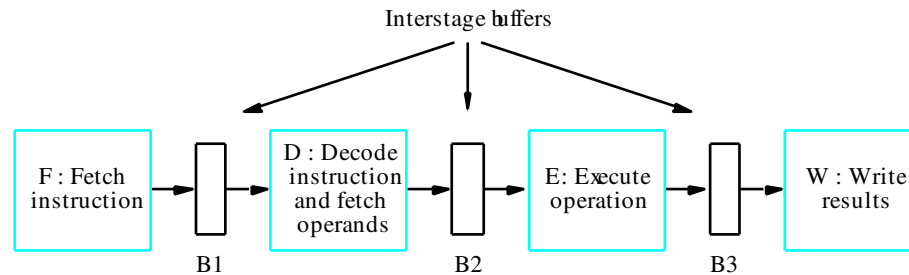 Interstage buffers
F : Fetch
instruction
D : Decode
instruction
and fetch
operands
E: Execute
operation
W : Write
results
B1
B2
B3